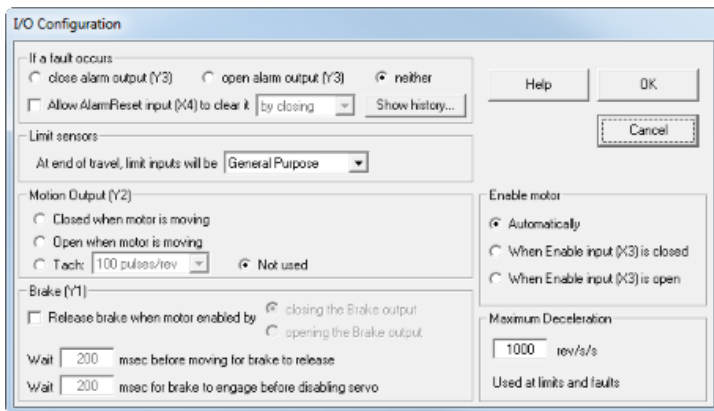 I/O Configuration
If a fault occurs
close alarm output (Y3) open alarm output (Y3) neither
Allow AlarmReset input (X4) to clear it by closing Show history...
Help OK
Cancel
Limit sensors
At end of travel, limit inputs will be General Purpose
Motion Output (Y2)
Closed when motor is moving
Open when motor is moving
Tach: 100 pulses/rev Not used
Enable motor
Automatically
When Enable input (X3) is closed
When Enable input (X3) is open
Brake (Y1)
Release brake when motor enabled by closing the Brake output
opening the Brake output
Wait 200 msec before moving for brake to release
Wait 200 msec for brake to engage before disabling servo
Maximum Deceleration
1000 rev/s/s
Used at limits and faults